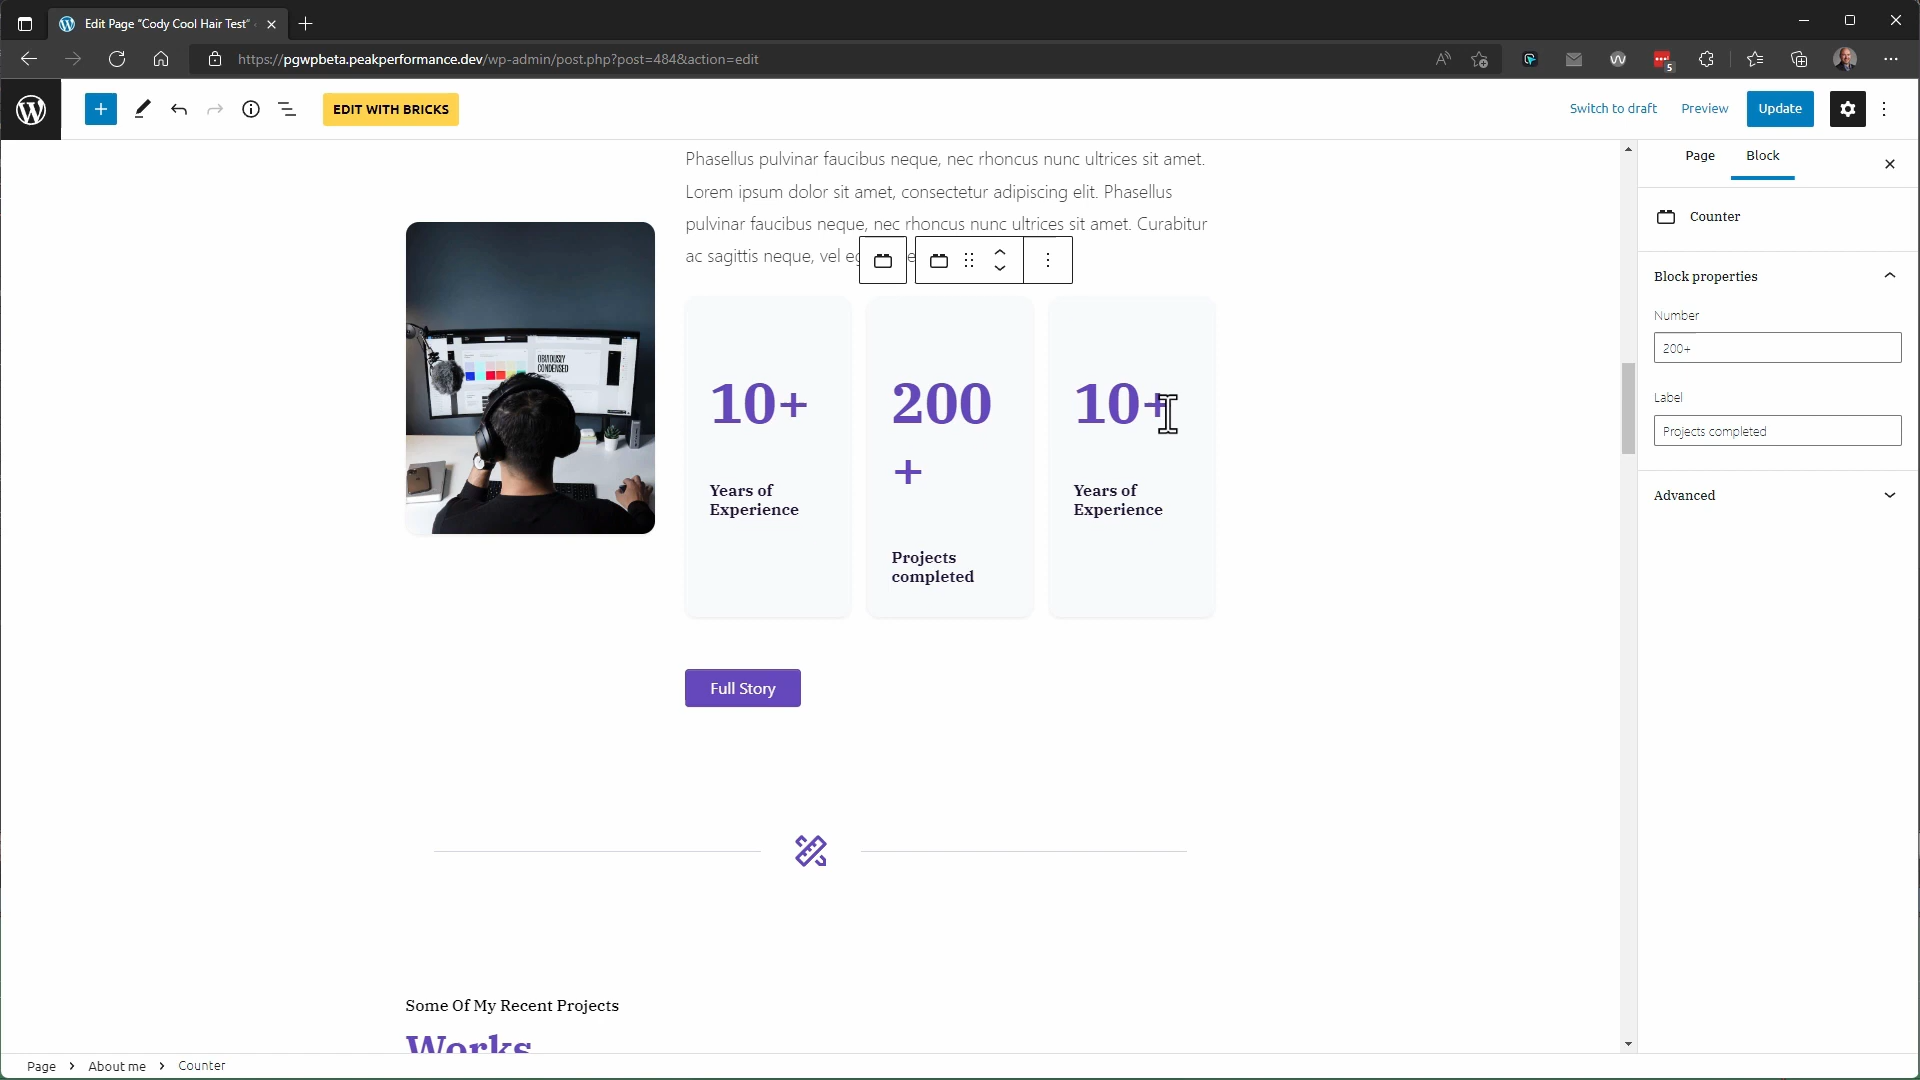 Edit Page “Cody Cool Hair Test”
https://pgwpbeta.peakperformance.dev/wp-admin/post.php?post=484&action=edit
5
EDIT WITH BRICKS
Switch to draft
Preview
Update
Phasellus pulvinar faucibus neque, nec rhoncus nunc ultrices sit amet.
Lorem ipsum dolor sit amet, consectetur adipiscing elit. Phasellus
pulvinar faucibus neque, nec rhoncus nunc ultrices sit amet. Curabitur
ac sagittis neque, vel
OBVIOUSLY
CONDENSED
10+
Years of
Experience
200
+
Projects
completed
10+
Years of
Experience
Full Story
Some Of My Recent Projects
Works
Page
Block
Counter
Block properties
Number
200+
Label
Projects completed
Advanced
Page > About me > Counter